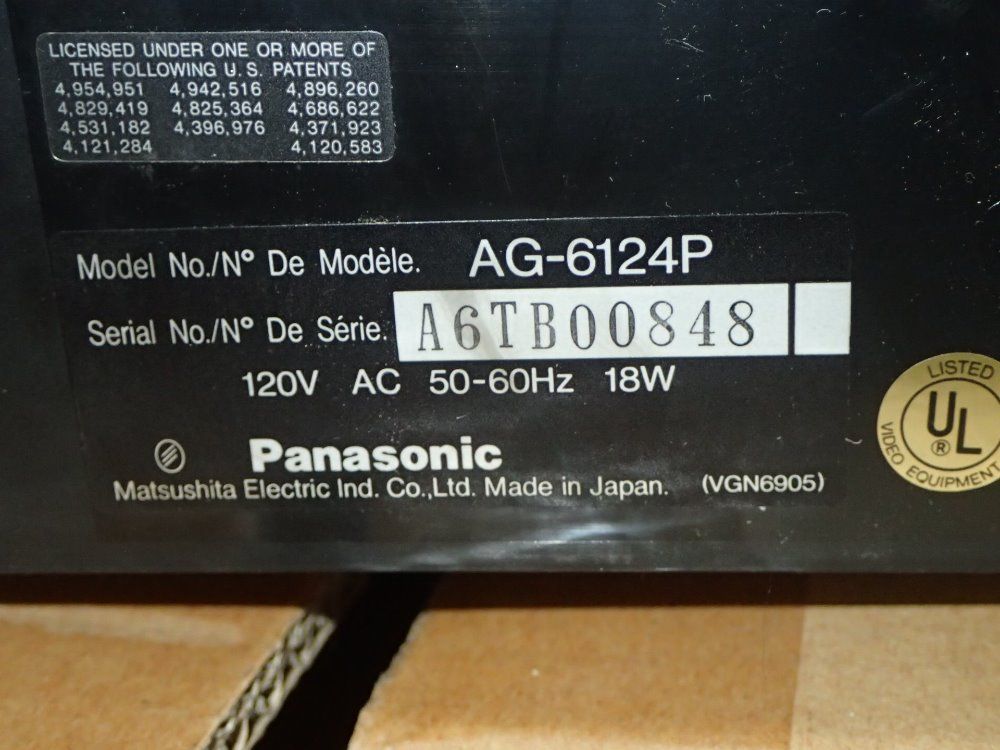 LICENSED UNDER ONE OR MORE OF
THE FOLLOWING U.S. PATENTS
4,954,951 4,942,516 4,896,260
4,829,419 4,825,364 4,686,622
4,531,182 4,396,976 4,371,923
4,121,284 4,120,583
Model No./N° De Modèle. AG-6124P
Serial No./N° De Série. A6TB00848
120V AC 50-60Hz 18W
Panasonic
Matsushita Electric Ind. Co.,Ltd. Made in Japan. (VGN6905)
LISTED
UL
®
VIDEO EQUIPMENT